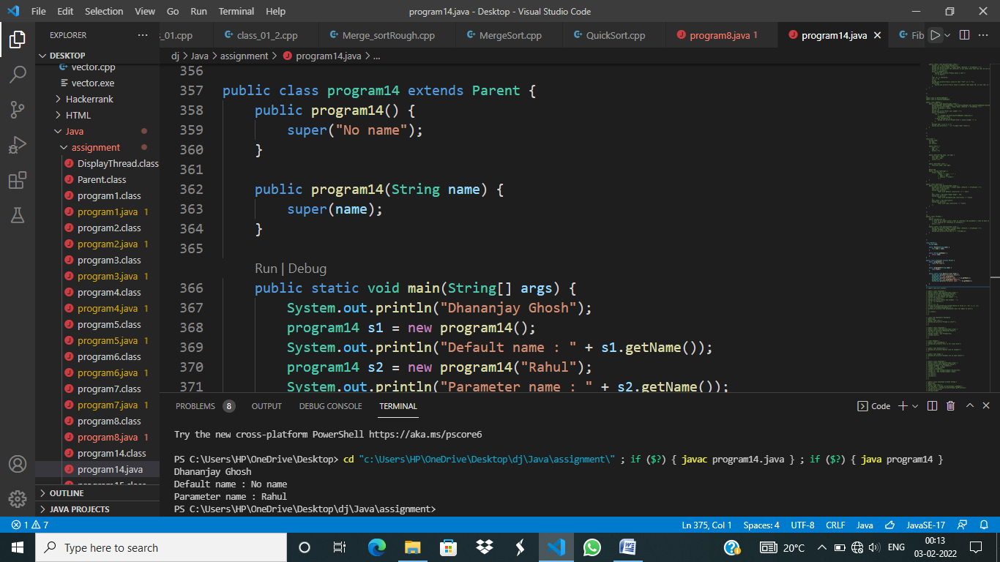 File Edit Selection View Go Run Terminal Help program14.java - Desktop - Visual Studio Code
EXPLORER ···
s_01.cpp class_01_2.cpp Merge_sortRough.cpp MergeSort.cpp QuickSort.cpp program8.java 1 program14.java Fib ···
DESKTOP
dj > Java > assignment > program14.java > ...
vector.cpp
vector.exe
Hackerrank
HTML
Java
assignment
DisplayThread.class
Parent.class
program1.class
program1.java 1
program2.class
program2.java 1
program3.class
program3.java 1
program4.class
program4.java 1
program5.class
program5.java 1
program6.class
program6.java 1
program7.class
program7.java 1
program8.class
program8.java 1
program14.class
program14.java
program15.class
OUTLINE
JAVA PROJECTS
356
357 public class program14 extends Parent {
358 public program14() {
359 super("No name");
360 }
361
362 public program14(String name) {
363 super(name);
364 }
365
Run | Debug
366 public static void main(String[] args) {
367 System.out.println("Dhananjay Ghosh");
368 program14 s1 = new program14();
369 System.out.println("Default name : " + s1.getName());
370 program14 s2 = new program14("Rahul");
371 System.out.println("Parameter name : " + s2.getName());
PROBLEMS 8 OUTPUT DEBUG CONSOLE TERMINAL Code
Try the new cross-platform PowerShell https://aka.ms/pscore6
PS C:\Users\HP\OneDrive\Desktop> cd "c:\Users\HP\OneDrive\Desktop\dj\Java\assignment\" ; if ($?) { javac program14.java } ; if ($?) { java program14 }
Dhananjay Ghosh
Default name : No name
Parameter name : Rahul
PS C:\Users\HP\OneDrive\Desktop\dj\Java\assignment>
1 7 Ln 375, Col 1 Spaces: 4 UTF-8 CRLF Java JavaSE-17
Type here to search 20°C ENG 00:13
03-02-2022